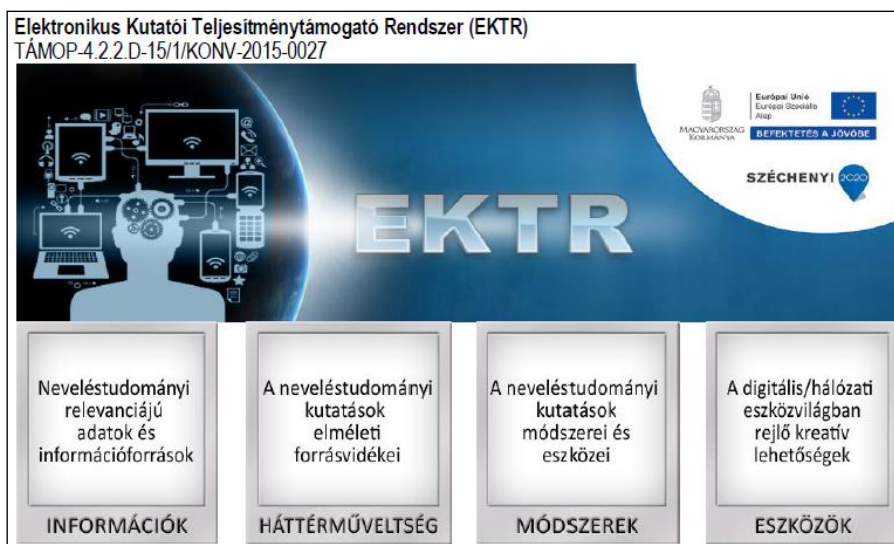 Elektronikus Kutatói Teljesítménytámogató Rendszer (EKTR)
TÁMOP-4.2.2.D-15/1/KONV-2015-0027
MAGYARORSZÁG
KORMÁNYA
Európai Unió
Európai Szociális
Alap
BEFEKTETÉS A JÖVŐBE
SZÉCHENYI 2020
EKTR
Neveléstudományi
relevanciájú
adatok és
információforrások
INFORMÁCIÓK
A neveléstudományi
kutatások
elméleti
forrásvidékei
HÁTTÉRMŰVELTSÉG
A neveléstudományi
kutatások
módszerei és
eszközei
MÓDSZEREK
A digitális/hálózati
eszközvilágban
rejlő kreatív
lehetőségek
ESZKÖZÖK